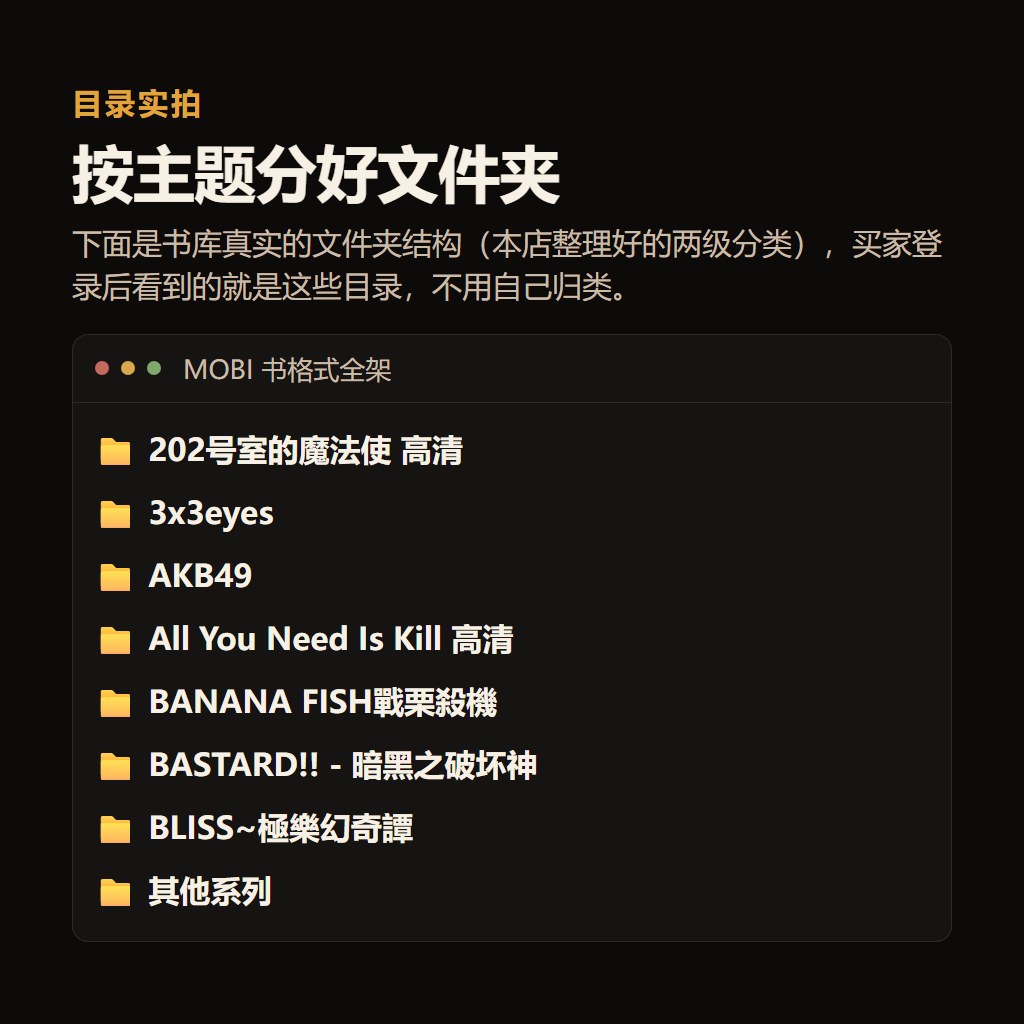 目录实拍
按主题分好文件夹
下面是书库真实的文件夹结构（本店整理好的两级分类），买家登
录后看到的就是这些目录，不用自己归类。
MOBI 书格式全架
202号室的魔法使 高清
3x3eyes
AKB49
All You Need Is Kill 高清
BANANA FISH戰栗殺機
BASTARD!! - 暗黑之破坏神
BLISS~極樂幻奇譚
其他系列